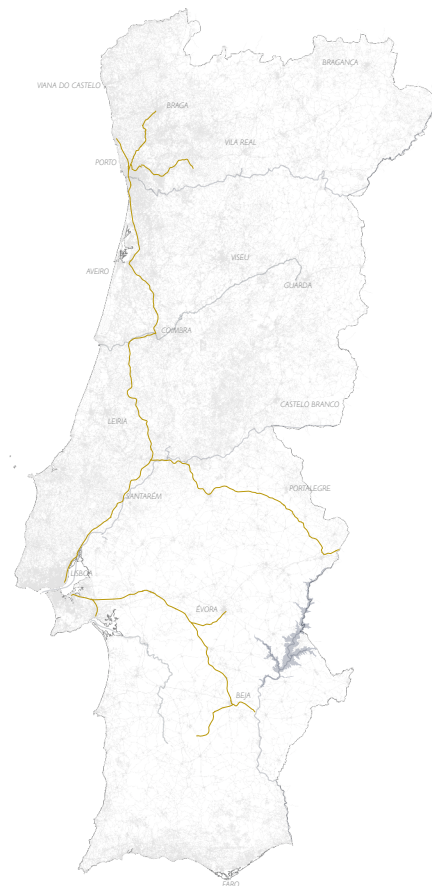 BRAGANÇA
VIANA DO CASTELO
BRAGA
VILA REAL
PORTO
VISEU
AVEIRO
GUARDA
COIMBRA
CASTELO BRANCO
LEIRIA
PORTALEGRE
SANTARÉM
LISBOA
ÉVORA
BEJA
FARO